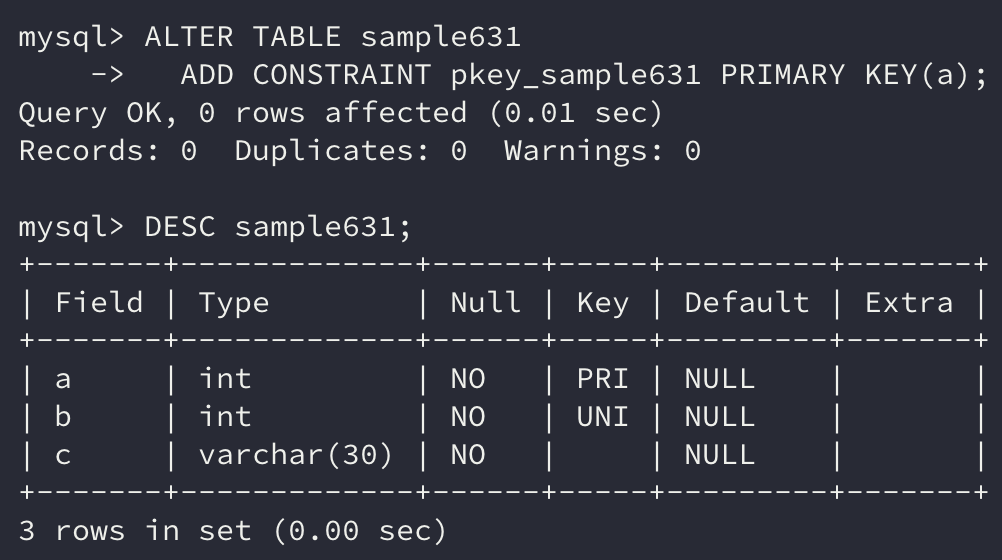 mysql> ALTER TABLE sample631
    ->   ADD CONSTRAINT pkey_sample631 PRIMARY KEY(a);
Query OK, 0 rows affected (0.01 sec)
Records: 0  Duplicates: 0  Warnings: 0

mysql> DESC sample631;
+-------+-------------+------+-----+---------+-------+
| Field | Type        | Null | Key | Default | Extra |
+-------+-------------+------+-----+---------+-------+
| a     | int         | NO   | PRI | NULL    |       |
| b     | int         | NO   | UNI | NULL    |       |
| c     | varchar(30) | NO   |     | NULL    |       |
+-------+-------------+------+-----+---------+-------+
3 rows in set (0.00 sec)